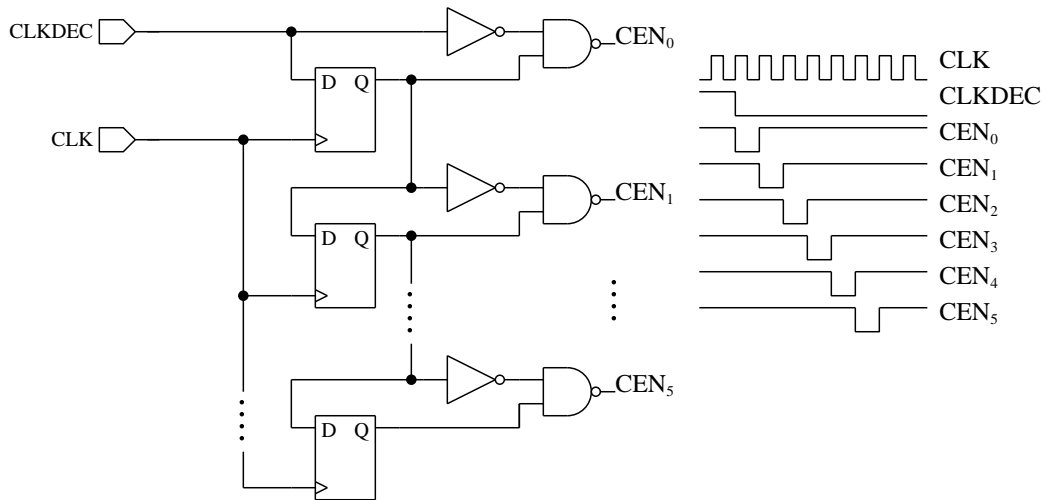 CLKDEC
CEN₀
D Q
CLK
CEN₁
D Q
CEN₅
D Q
CLK
CLKDEC
CEN₀
CEN₁
CEN₂
CEN₃
CEN₄
CEN₅